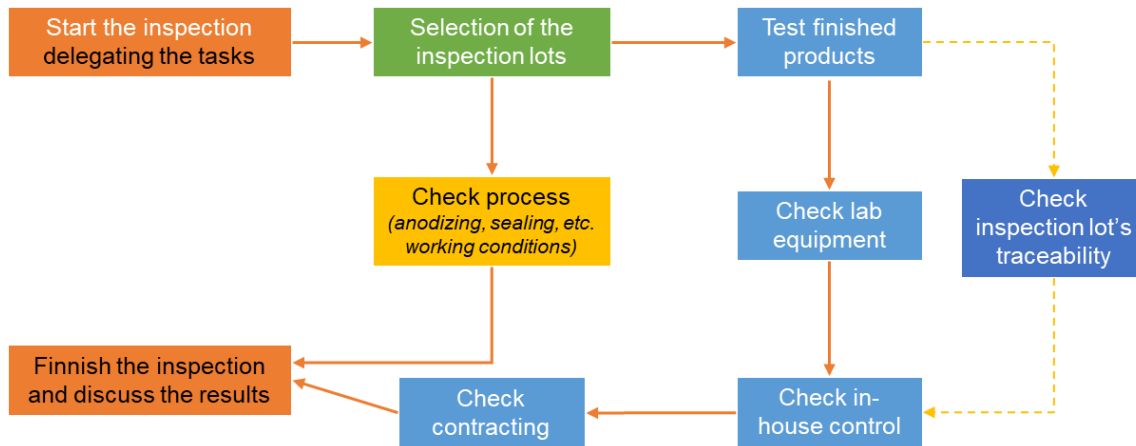 Start the inspection
delegating the tasks
Selection of the
inspection lots
Test finished
products
Check process
(anodizing, sealing, etc.
working conditions)
Check lab
equipment
Check
inspection lot's
traceability
Finnish the inspection
and discuss the results
Check
contracting
Check in-
house control